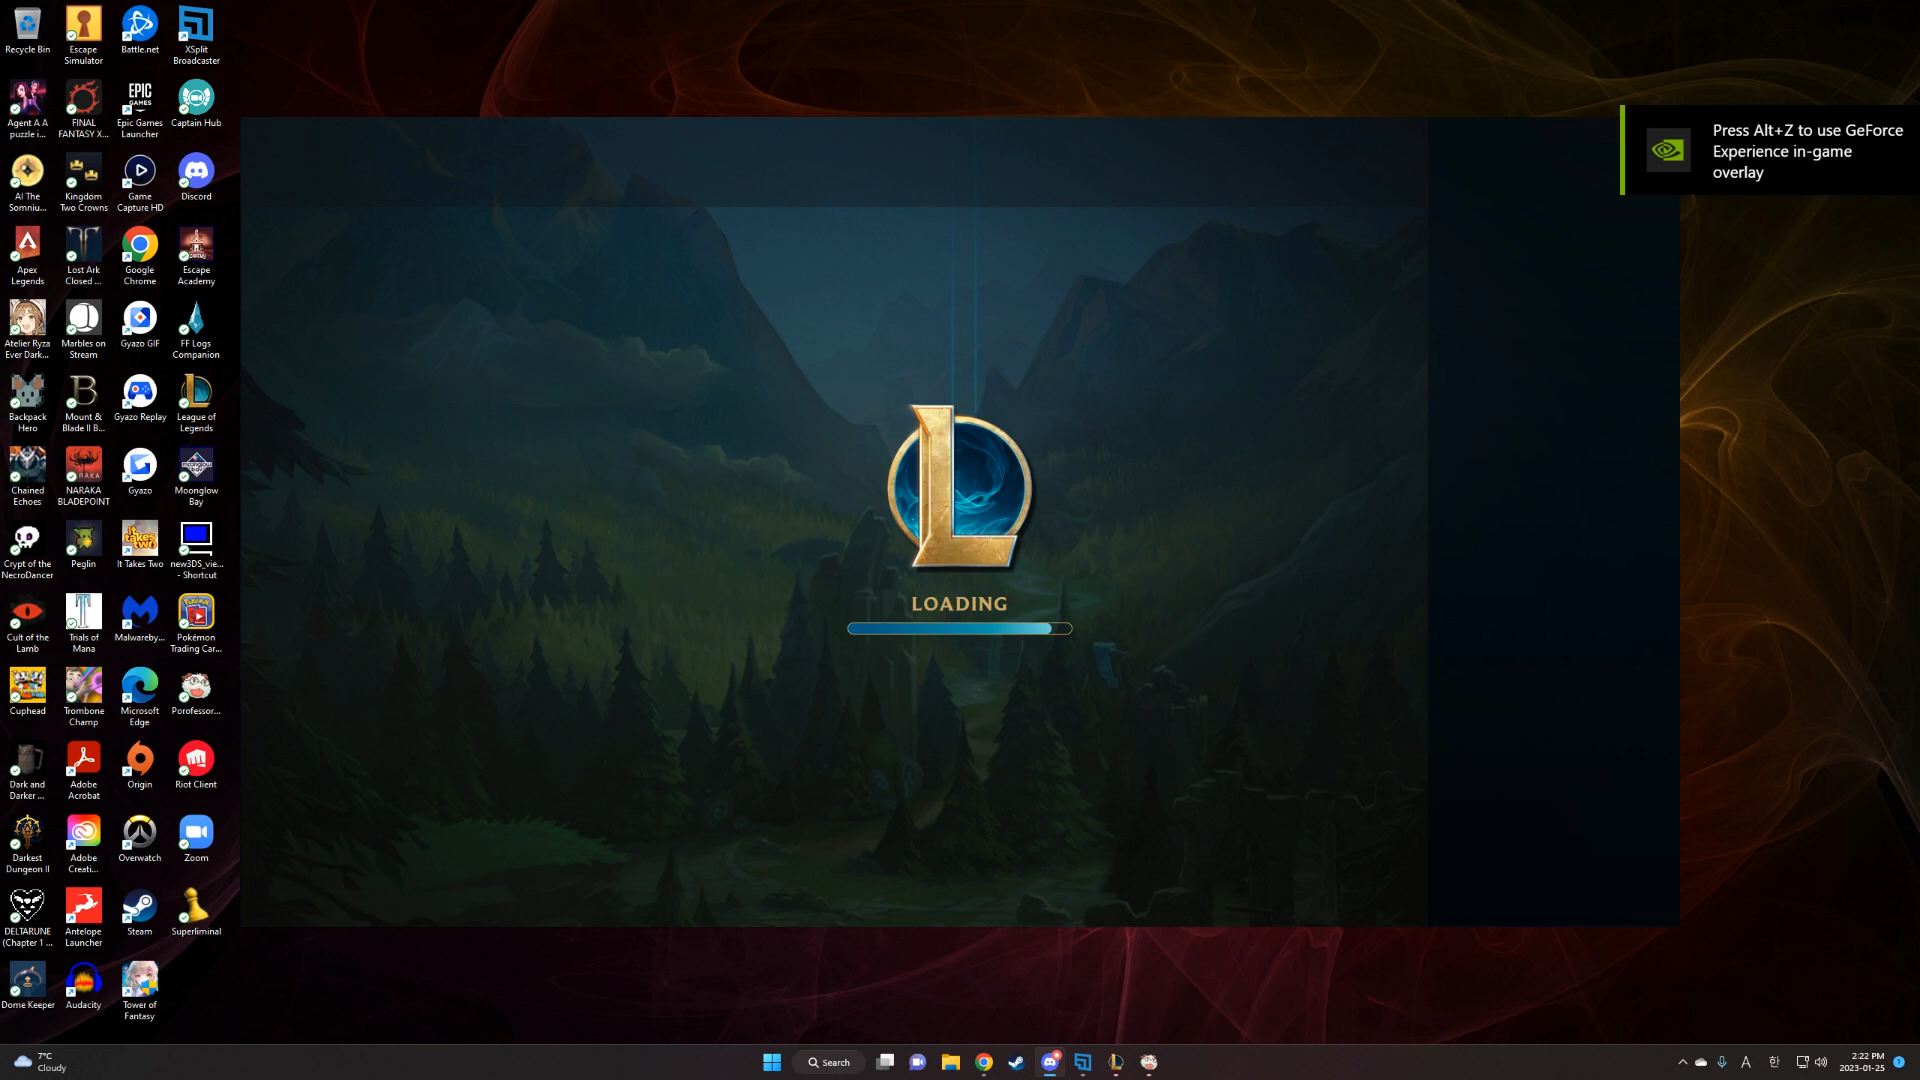 Recycle Bin
Escape
Simulator
Battle.net
XSplit
Broadcaster
Agent A A
puzzle i...
FINAL
FANTASY X...
EPIC
GAMES
Epic Games
Launcher
Captain Hub
AI The
Somniu...
Kingdom
Two Crowns
Game
Capture HD
Discord
Apex
Legends
Lost Ark
Closed ...
Google
Chrome
Escape
Academy
Atelier Ryza
Ever Dark...
Marbles on
Stream
Gyazo GIF
FF Logs
Companion
Backpack
Hero
Mount &
Blade II B...
Gyazo Replay
League of
Legends
Chained
Echoes
NARAKA
BLADEPOINT
Gyazo
Moonglow
Bay
Crypt of the
NecroDancer
Peglin
It Takes Two
new3DS_vie...
- Shortcut
Cult of the
Lamb
Trials of
Mana
Malwareby...
Pokémon
Trading Car...
Cuphead
Trombone
Champ
Microsoft
Edge
Porofessor...
Dark and
Darker ...
Adobe
Acrobat
Origin
Riot Client
Darkest
Dungeon II
Adobe
Creati...
Overwatch
Zoom
DELTARUNE
(Chapter 1 ...
Antelope
Launcher
Steam
Superliminal
Dome Keeper
Audacity
Tower of
Fantasy
LOADING
Press Alt+Z to use GeForce
Experience in-game
overlay
7°C
Cloudy
Search
A
한
2:22 PM
2023-01-25
1